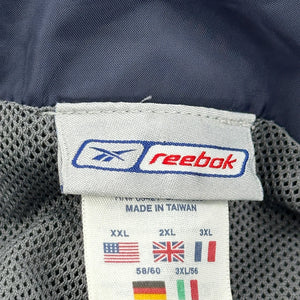 reebok
MADE IN TAIWAN
XXL 2XL 3XL
58/60 3XL/56